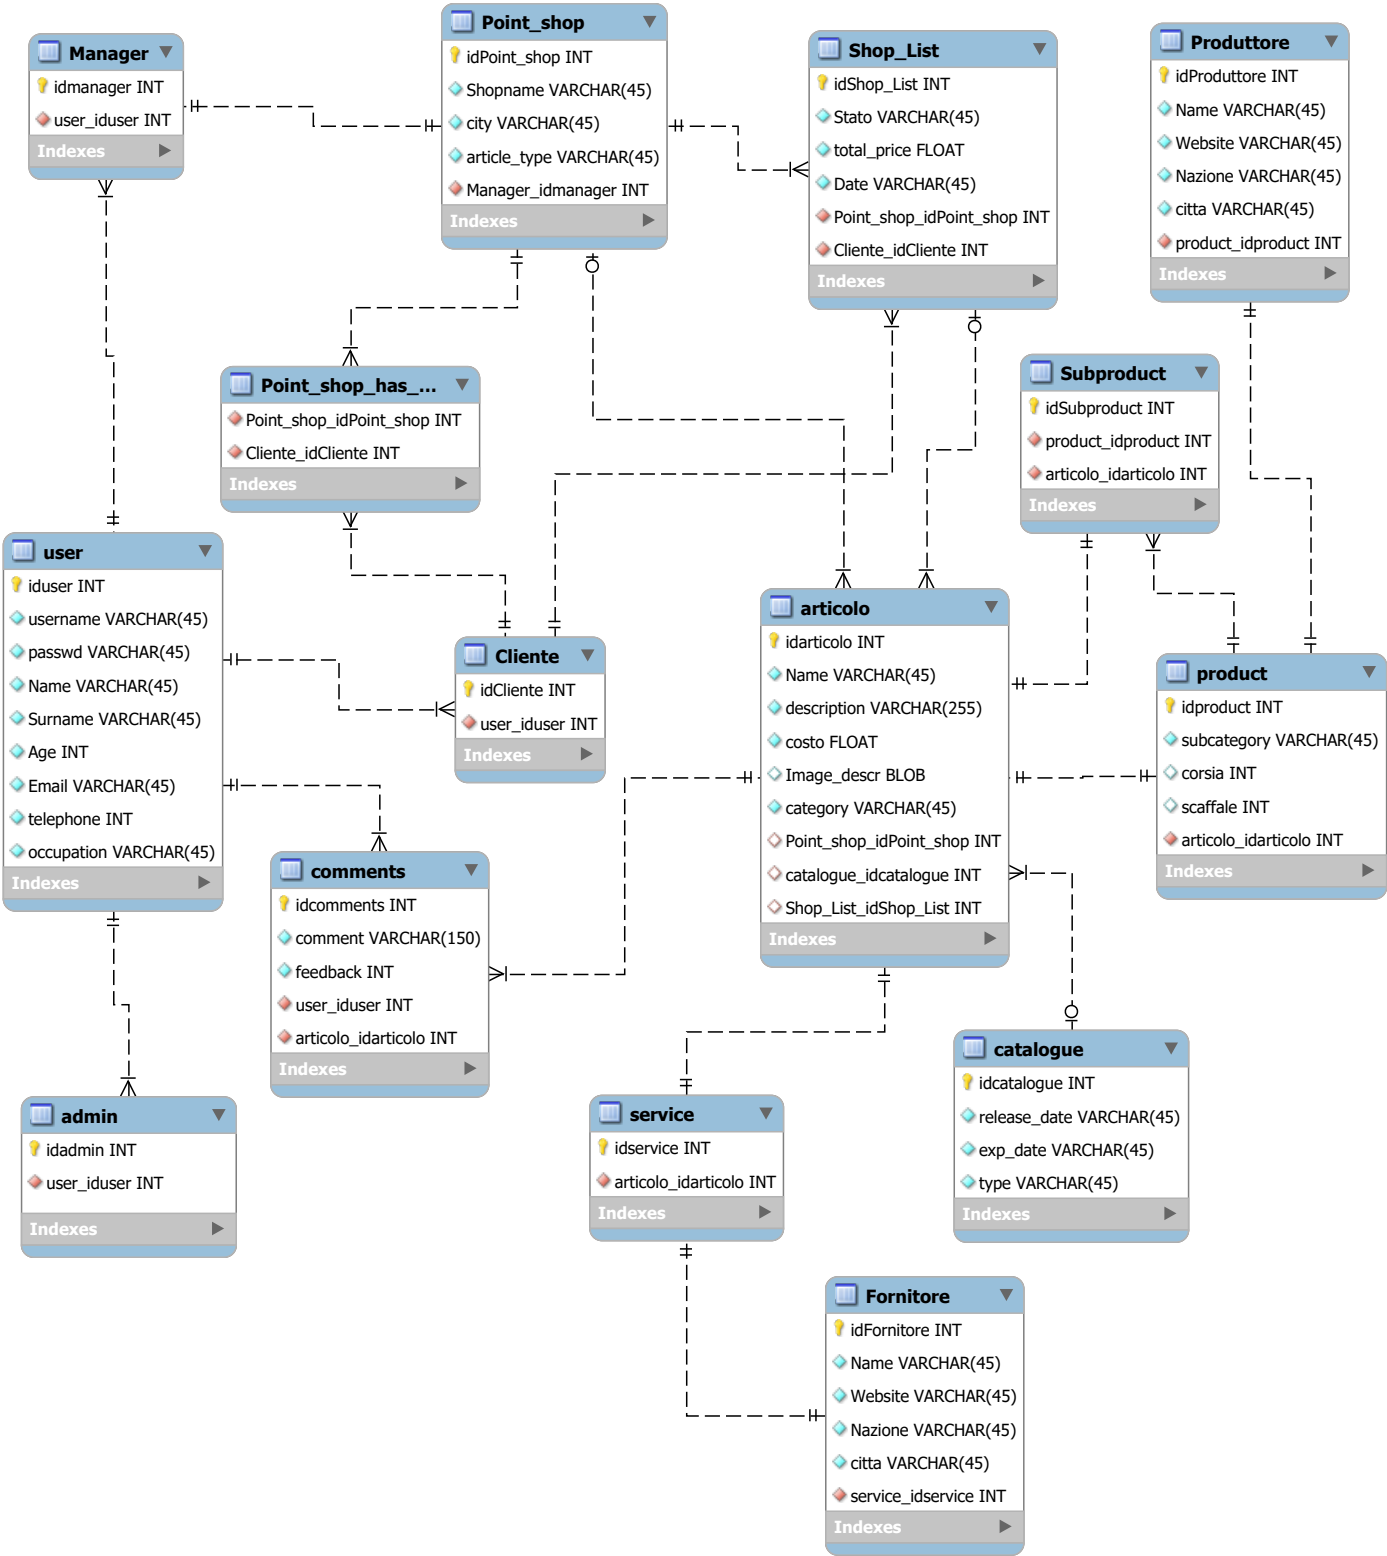 Manager
idmanager INT
user_iduser INT
Indexes
Point_shop
idPoint_shop INT
Shopname VARCHAR(45)
city VARCHAR(45)
article_type VARCHAR(45)
Manager_idmanager INT
Indexes
Shop_List
idShop_List INT
Stato VARCHAR(45)
total_price FLOAT
Date VARCHAR(45)
Point_shop_idPoint_shop INT
Cliente_idCliente INT
Indexes
Produttore
idProduttore INT
Name VARCHAR(45)
Website VARCHAR(45)
Nazione VARCHAR(45)
citta VARCHAR(45)
product_idproduct INT
Indexes
Point_shop_has_...
Point_shop_idPoint_shop INT
Cliente_idCliente INT
Indexes
Subproduct
idSubproduct INT
product_idproduct INT
articolo_idarticolo INT
Indexes
user
iduser INT
username VARCHAR(45)
passwd VARCHAR(45)
Name VARCHAR(45)
Surname VARCHAR(45)
Age INT
Email VARCHAR(45)
telephone INT
occupation VARCHAR(45)
Indexes
Cliente
idCliente INT
user_iduser INT
Indexes
articolo
idarticolo INT
Name VARCHAR(45)
description VARCHAR(255)
costo FLOAT
Image_descr BLOB
category VARCHAR(45)
Point_shop_idPoint_shop INT
catalogue_idcatalogue INT
Shop_List_idShop_List INT
Indexes
product
idproduct INT
subcategory VARCHAR(45)
corsia INT
scaffale INT
articolo_idarticolo INT
Indexes
comments
idcomments INT
comment VARCHAR(150)
feedback INT
user_iduser INT
articolo_idarticolo INT
Indexes
admin
idadmin INT
user_iduser INT
Indexes
service
idservice INT
articolo_idarticolo INT
Indexes
catalogue
idcatalogue INT
release_date VARCHAR(45)
exp_date VARCHAR(45)
type VARCHAR(45)
Indexes
Fornitore
idFornitore INT
Name VARCHAR(45)
Website VARCHAR(45)
Nazione VARCHAR(45)
citta VARCHAR(45)
service_idservice INT
Indexes